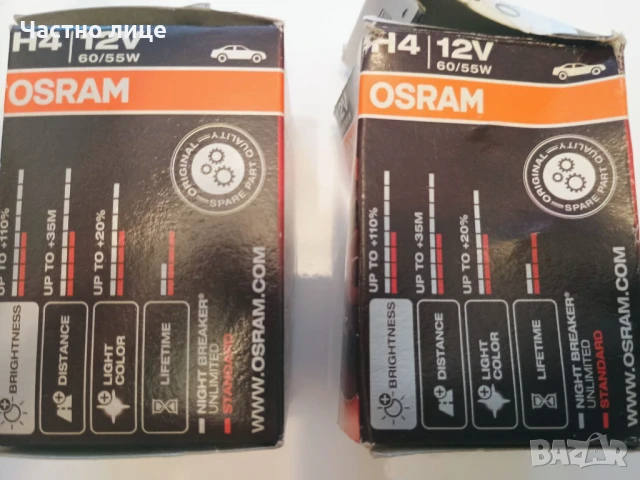 Частно лице
H4 | 12V
60/55W
OSRAM
ORIGINAL
SPARE PART QUALITY
UP TO +110%
UP TO +35M
UP TO +20%
BRIGHTNESS
DISTANCE
LIGHT
COLOR
LIFETIME
NIGHT BREAKER®
UNLIMITED
STANDARD
WWW.OSRAM.COM
H4 | 12V
60/55W
OSRAM
ORIGINAL
SPARE PART QUALITY
UP TO +110%
UP TO +35M
UP TO +20%
BRIGHTNESS
DISTANCE
LIGHT
COLOR
LIFETIME
NIGHT BREAKER®
UNLIMITED
STANDARD
WWW.OSRAM.COM
12V
BAZAR